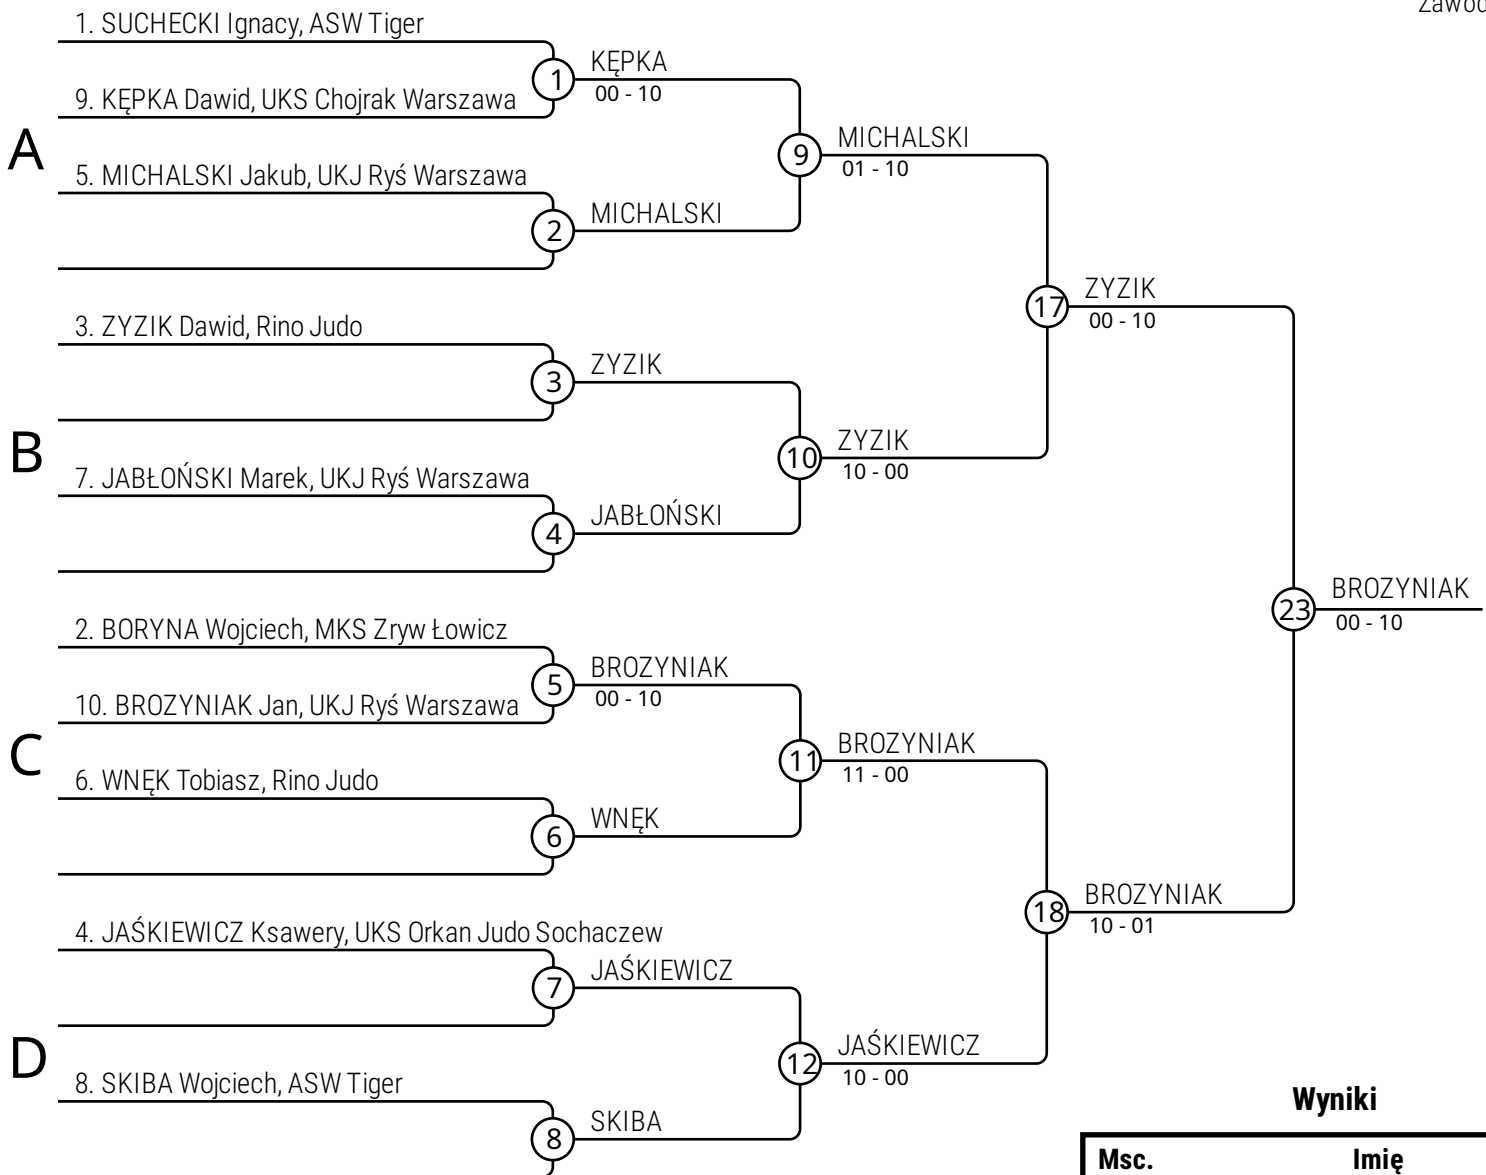 Zawod
1. SUCHECKI Ignacy, ASW Tiger
1
KĘPKA
00 - 10
9. KĘPKA Dawid, UKS Chojrak Warszawa
A
9
MICHALSKI
01 - 10
5. MICHALSKI Jakub, UKJ Ryś Warszawa
2
MICHALSKI
17
ZYZIK
00 - 10
3. ZYZIK Dawid, Rino Judo
3
ZYZIK
B
10
ZYZIK
10 - 00
7. JABŁOŃSKI Marek, UKJ Ryś Warszawa
4
JABŁOŃSKI
23
BROZYNIAK
00 - 10
2. BORYNA Wojciech, MKS Zryw Łowicz
5
BROZYNIAK
00 - 10
10. BROZYNIAK Jan, UKJ Ryś Warszawa
C
11
BROZYNIAK
11 - 00
6. WNĘK Tobiasz, Rino Judo
6
WNĘK
18
BROZYNIAK
10 - 01
4. JAŚKIEWICZ Ksawery, UKS Orkan Judo Sochaczew
7
JAŚKIEWICZ
D
12
JAŚKIEWICZ
10 - 00
8. SKIBA Wojciech, ASW Tiger
8
SKIBA
Wyniki
Msc. Imię